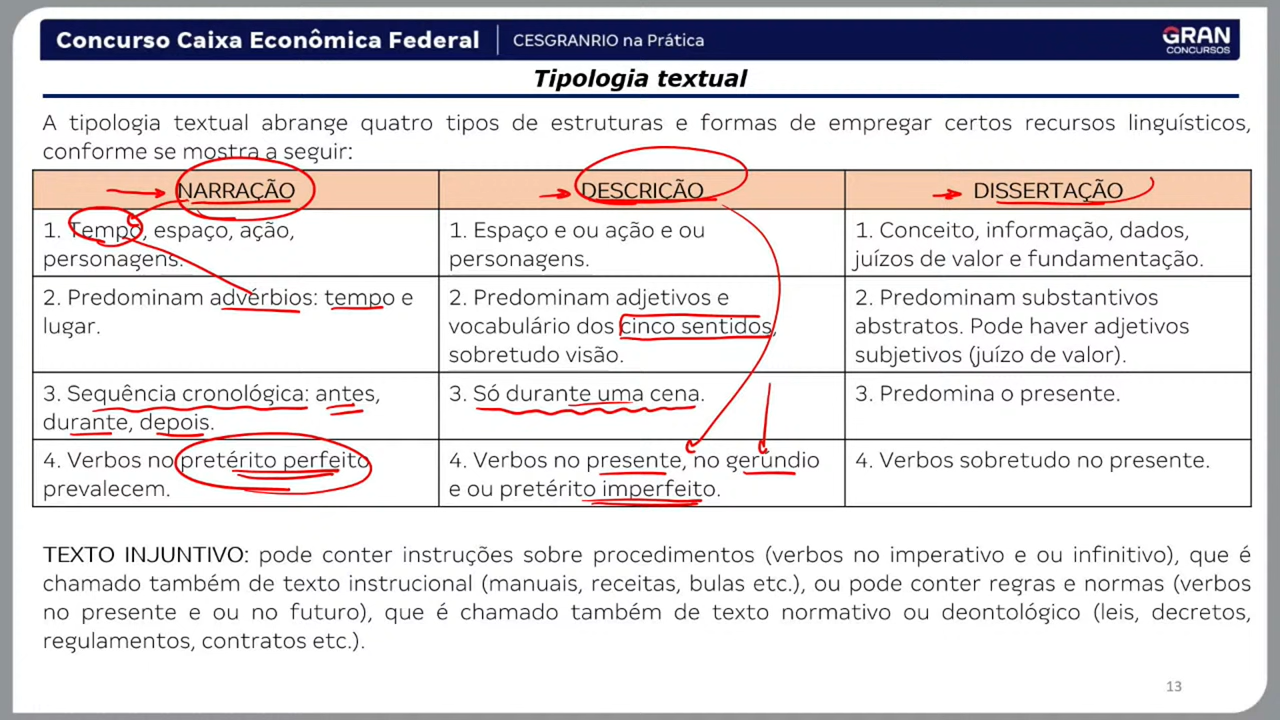 Concurso Caixa Econômica Federal | CESGRANRIO na Prática
GRAN
CONCURSOS
Tipologia textual
A tipologia textual abrange quatro tipos de estruturas e formas de empregar certos recursos linguísticos,
conforme se mostra a seguir:
NARRAÇÃO
DESCRIÇÃO
DISSERTAÇÃO
1. Tempo, espaço, ação,
personagens.
1. Espaço e ou ação e ou
personagens.
1. Conceito, informação, dados,
juízos de valor e fundamentação.
2. Predominam advérbios: tempo e
lugar.
2. Predominam adjetivos e
vocabulário dos cinco sentidos,
sobretudo visão.
2. Predominam substantivos
abstratos. Pode haver adjetivos
subjetivos (juízo de valor).
3. Sequência cronológica: antes,
durante, depois.
3. Só durante uma cena.
3. Predomina o presente.
4. Verbos no pretérito perfeito
prevalecem.
4. Verbos no presente, no gerúndio
e ou pretérito imperfeito.
4. Verbos sobretudo no presente.
TEXTO INJUNTIVO: pode conter instruções sobre procedimentos (verbos no imperativo e ou infinitivo), que é
chamado também de texto instrucional (manuais, receitas, bulas etc.), ou pode conter regras e normas (verbos
no presente e ou no futuro), que é chamado também de texto normativo ou deontológico (leis, decretos,
regulamentos, contratos etc.).
13